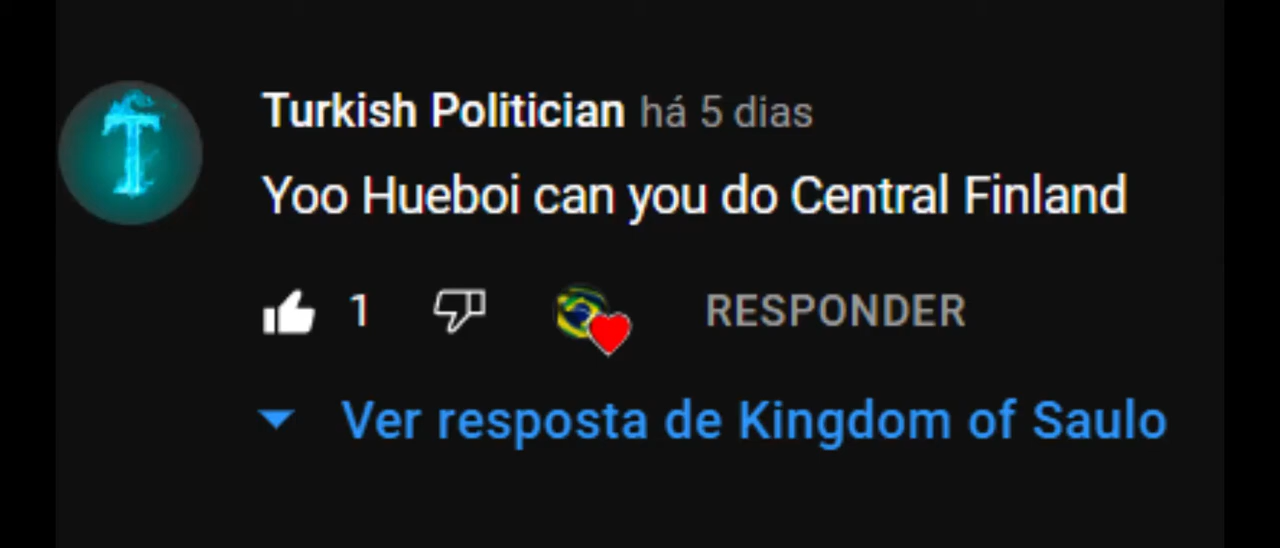 Turkish Politician há 5 dias
Yoo Hueboi can you do Central Finland
1 RESPONDER
Ver resposta de Kingdom of Saulo